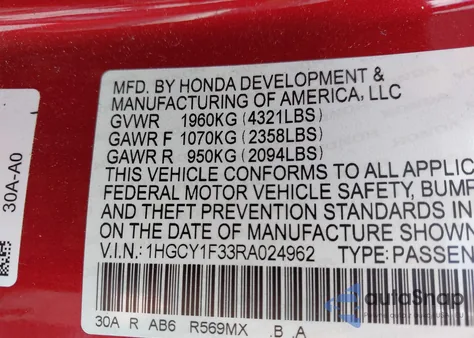 MFD. BY HONDA DEVELOPMENT &
MANUFACTURING OF AMERICA, LLC
GVWR 1960KG (4321LBS)
GAWR F 1070KG (2358LBS)
GAWR R 950KG (2094LBS)
THIS VEHICLE CONFORMS TO ALL APPLIC
FEDERAL MOTOR VEHICLE SAFETY, BUMP
AND THEFT PREVENTION STANDARDS IN
ON THE DATE OF MANUFACTURE SHOWN
V.I.N.: 1HGCY1F33RA024962 TYPE: PASSEN
30A R AB6 R569MX .B .A
30A-A0
autoSnap